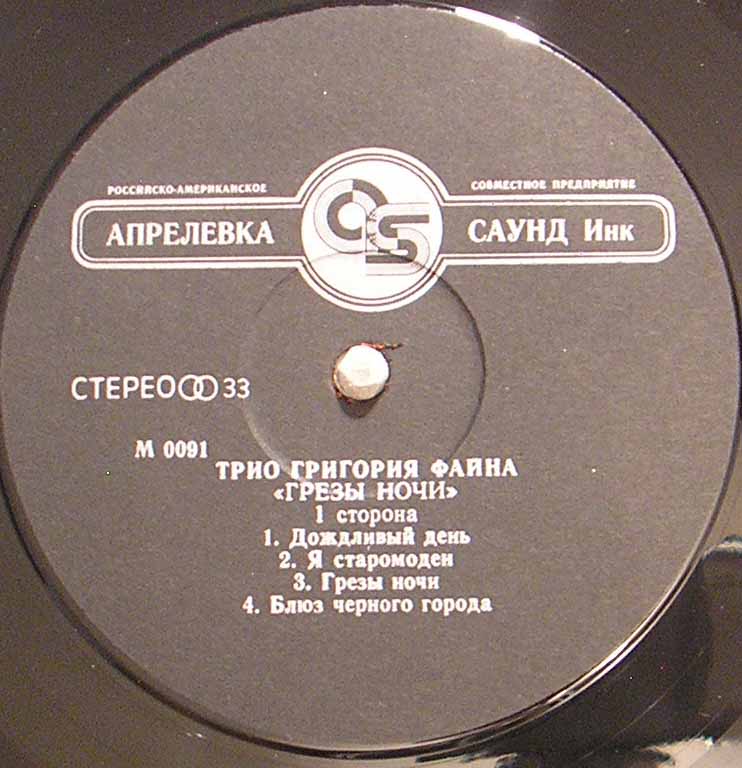 РОССИЙСКО-АМЕРИКАНСКОЕ СОВМЕСТНОЕ ПРЕДПРИЯТИЕ
АПРЕЛЕВКА САУНД Инк
СТЕРЕО 33
М 0091
ТРИО ГРИГОРИЯ ФАЙНА
«ГРЕЗЫ НОЧИ»
1 сторона
1. Дождливый день
2. Я старомоден
3. Грезы ночи
4. Блюз черного города